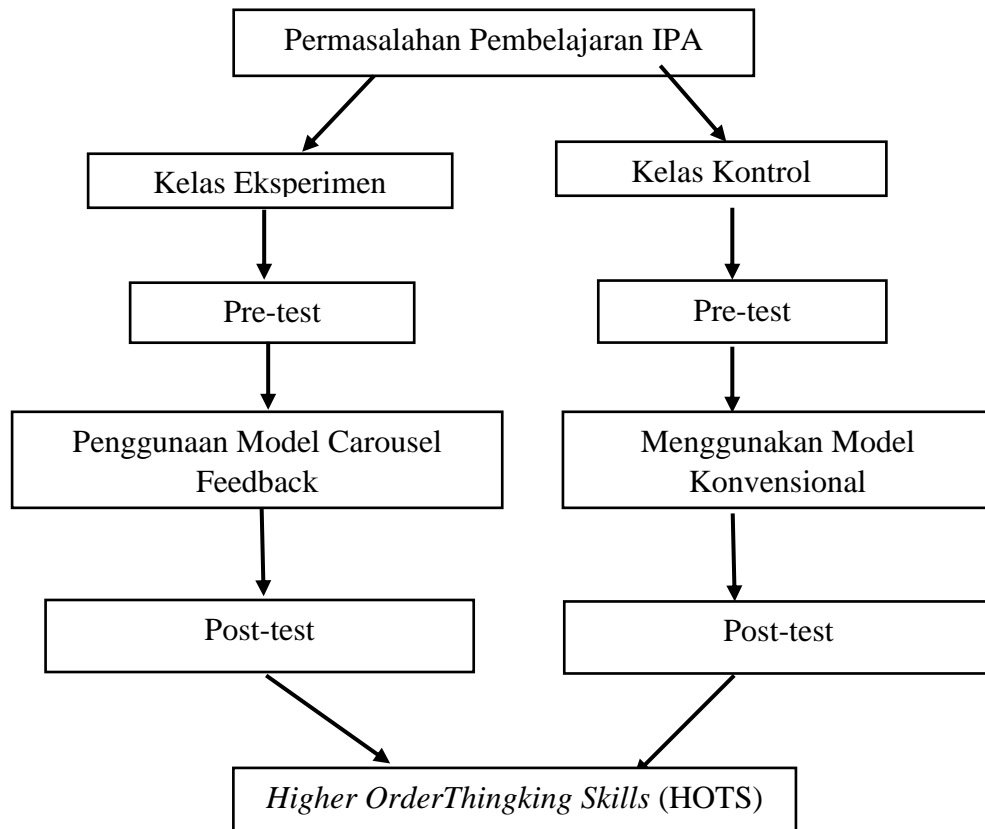 Permasalahan Pembelajaran IPA
Kelas Eksperimen
Kelas Kontrol
Pre-test
Pre-test
Penggunaan Model Carousel
Feedback
Menggunakan Model
Konvensional
Post-test
Post-test
Higher OrderThingking Skills (HOTS)